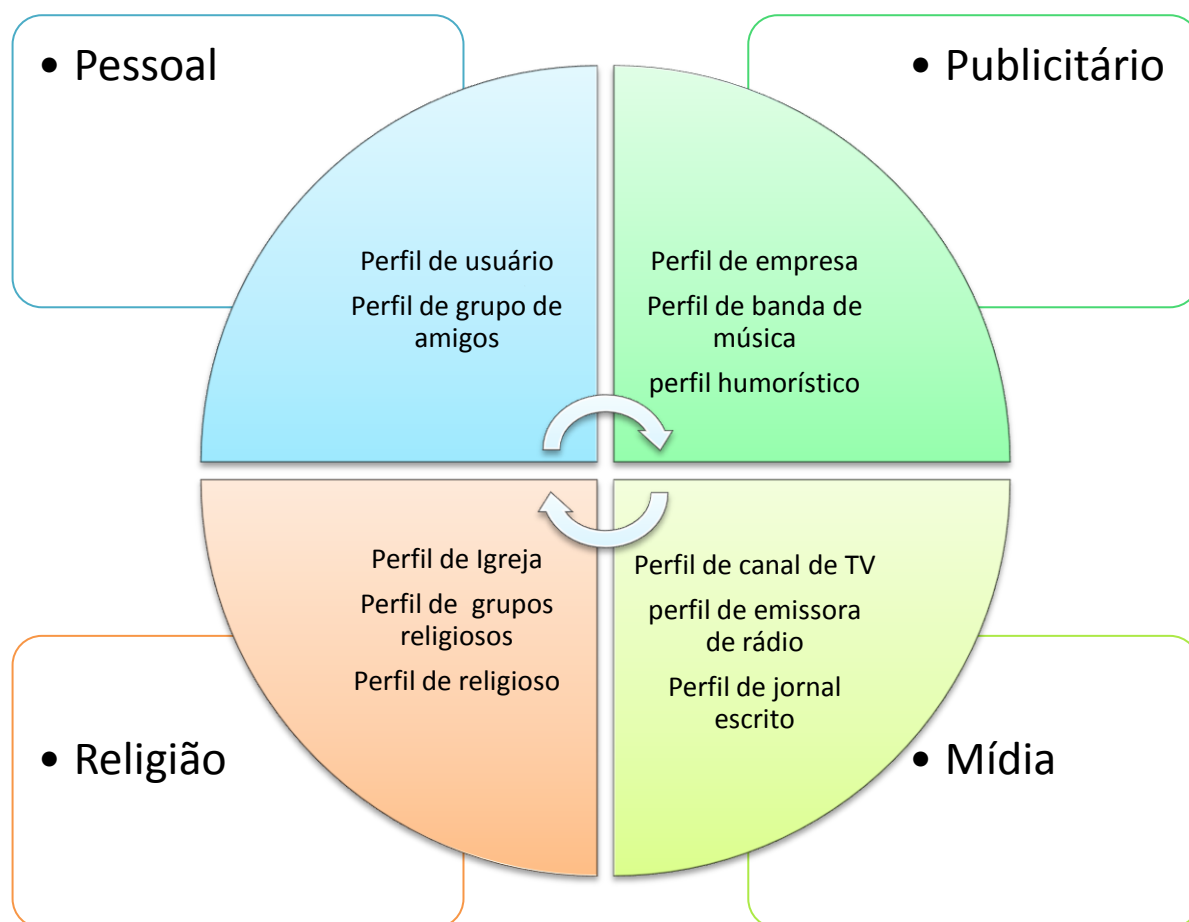 • Pessoal
Perfil de usuário
Perfil de grupo de
amigos
• Publicitário
Perfil de empresa
Perfil de banda de
música
perfil humorístico
• Religião
Perfil de Igreja
Perfil de  grupos
religiosos
Perfil de religioso
• Mídia
Perfil de canal de TV
perfil de emissora
de rádio
Perfil de jornal
escrito